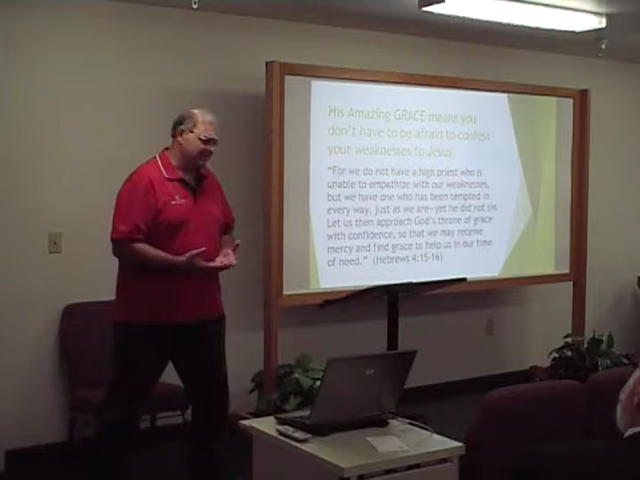 His Amazing GRACE means you
don't have to be afraid to confess
your weaknesses to Jesus.
"For we do not have a high priest who is
unable to empathize with our weaknesses,
but we have one who has been tempted in
every way, just as we are—yet he did not sin.
Let us then approach God's throne of grace
with confidence, so that we may receive
mercy and find grace to help us in our time
of need." (Hebrews 4:15-16)